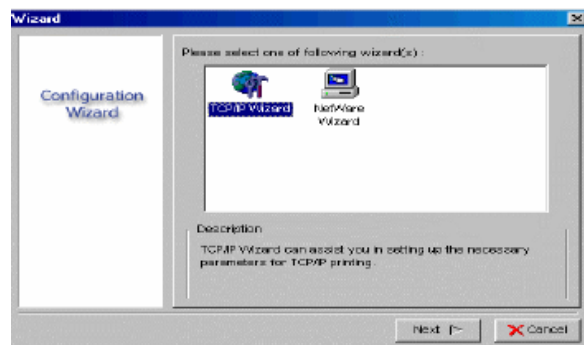 Wizard
Please select one of following wizard(s) :
Configuration
Wizard
TCP/IP Wizard
NetWare
Wizard
Description
TCP/IP Wizard can assist you in setting up the necessary
parameters for TCP/IP printing.
Next
Cancel